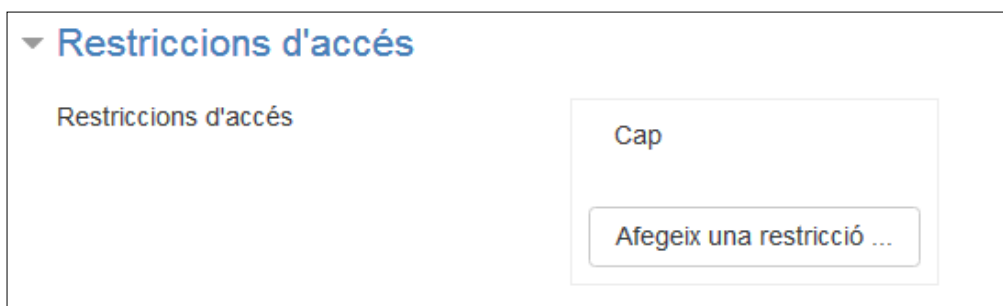 Restriccions d'accés
Restriccions d'accés
Cap
Afegeix una restricció ...